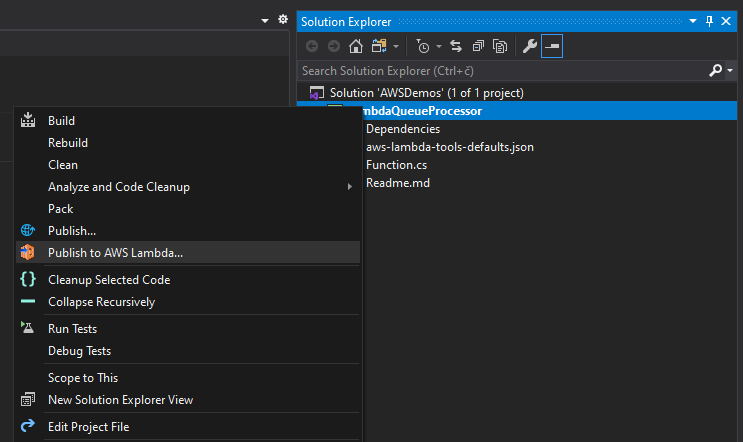 Solution Explorer
Search Solution Explorer (Ctrl+č)
Solution 'AWSDemos' (1 of 1 project)
mbdaQueueProcessor
Dependencies
aws-lambda-tools-defaults.json
Function.cs
Readme.md
Build
Rebuild
Clean
Analyze and Code Cleanup
Pack
Publish...
Publish to AWS Lambda...
Cleanup Selected Code
Collapse Recursively
Run Tests
Debug Tests
Scope to This
New Solution Explorer View
Edit Project File